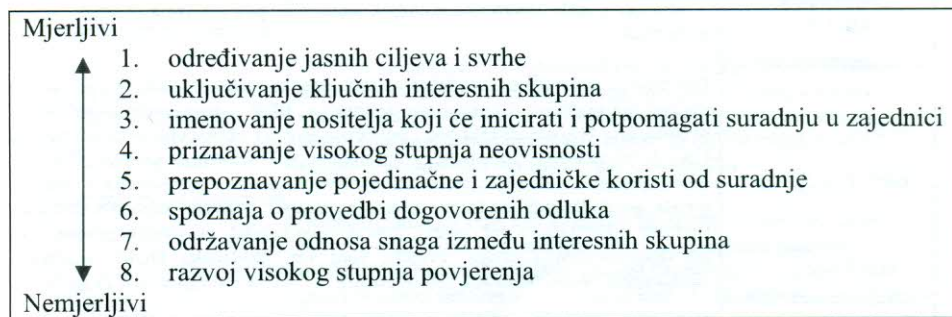 Mjerljivi
1. određivanje jasnih ciljeva i svrhe
2. uključivanje ključnih interesnih skupina
3. imenovanje nositelja koji će inicirati i potpomagati suradnju u zajednici
4. priznavanje visokog stupnja neovisnosti
5. prepoznavanje pojedinačne i zajedničke koristi od suradnje
6. spoznaja o provedbi dogovorenih odluka
7. održavanje odnosa snaga između interesnih skupina
8. razvoj visokog stupnja povjerenja
Nemjerljivi